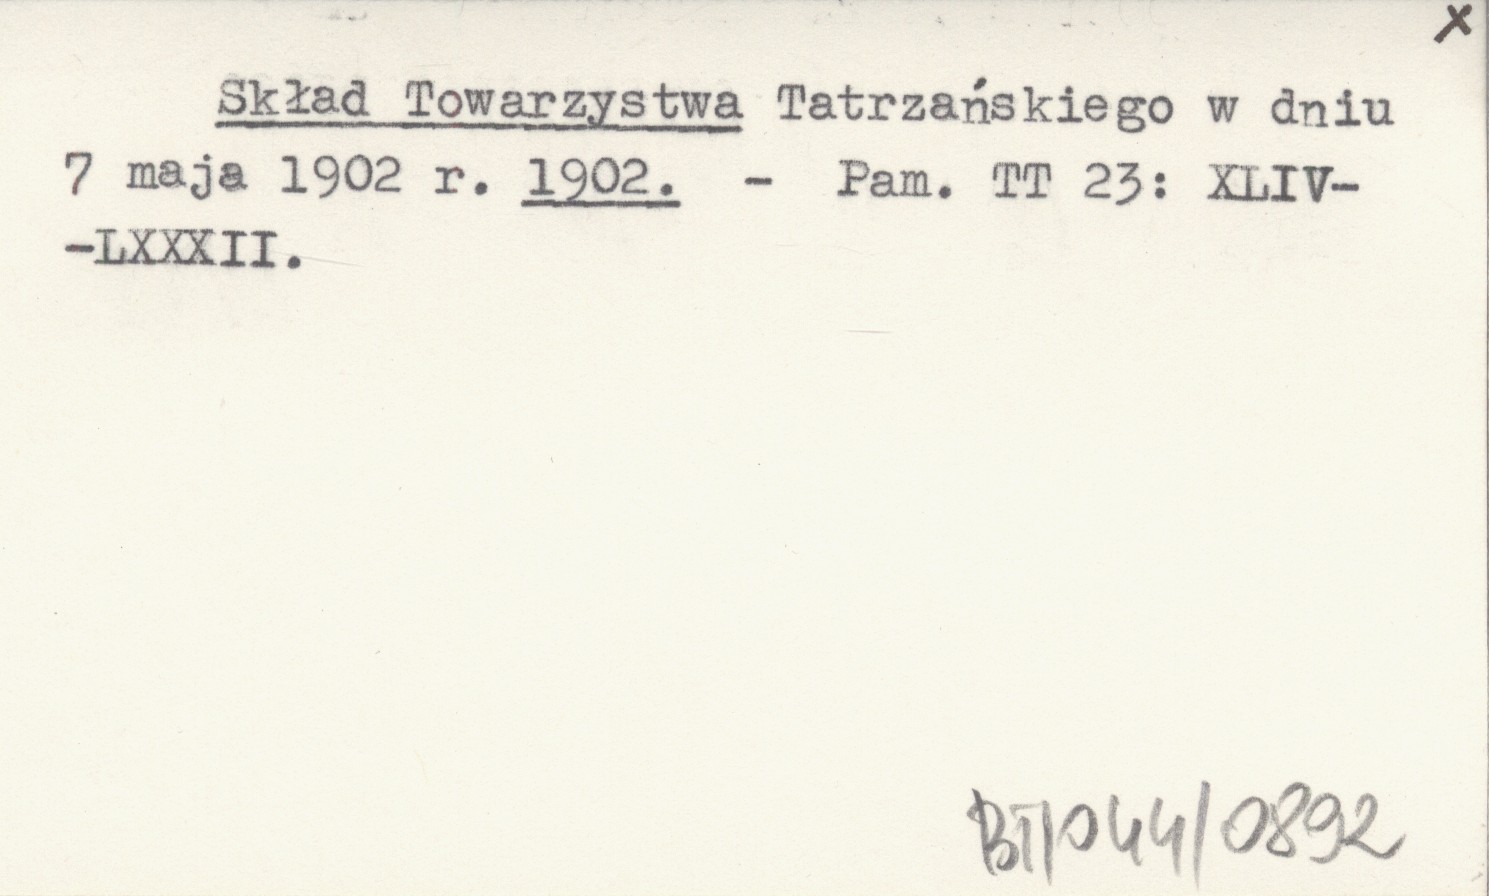 x
Skład Towarzystwa Tatrzańskiego w dniu
7 maja 1902 r. 1902. - Pam. TT 23: XLIV-
-LXXXII.
BT/044/0892